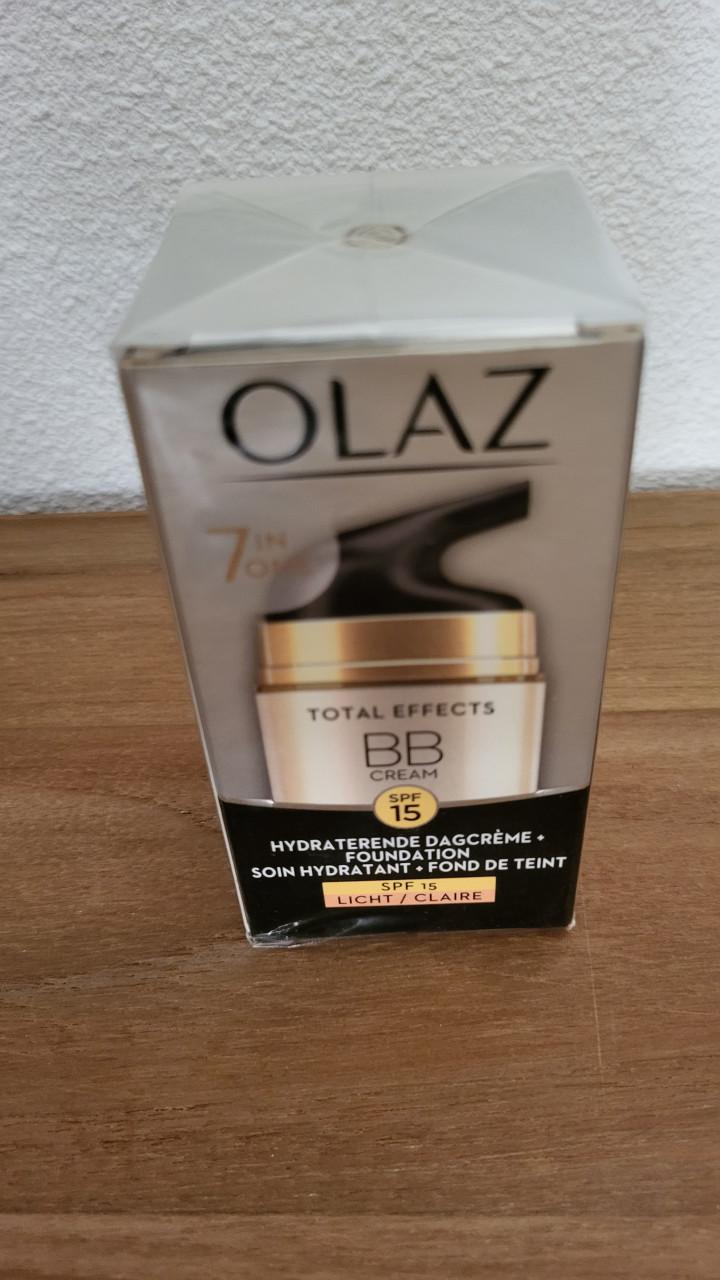 OLAZ
7 IN
ONE
TOTAL EFFECTS
BB
CREAM
SPF
15
HYDRATERENDE DAGCRÈME +
FOUNDATION
SOIN HYDRATANT + FOND DE TEINT
SPF 15
LICHT / CLAIRE